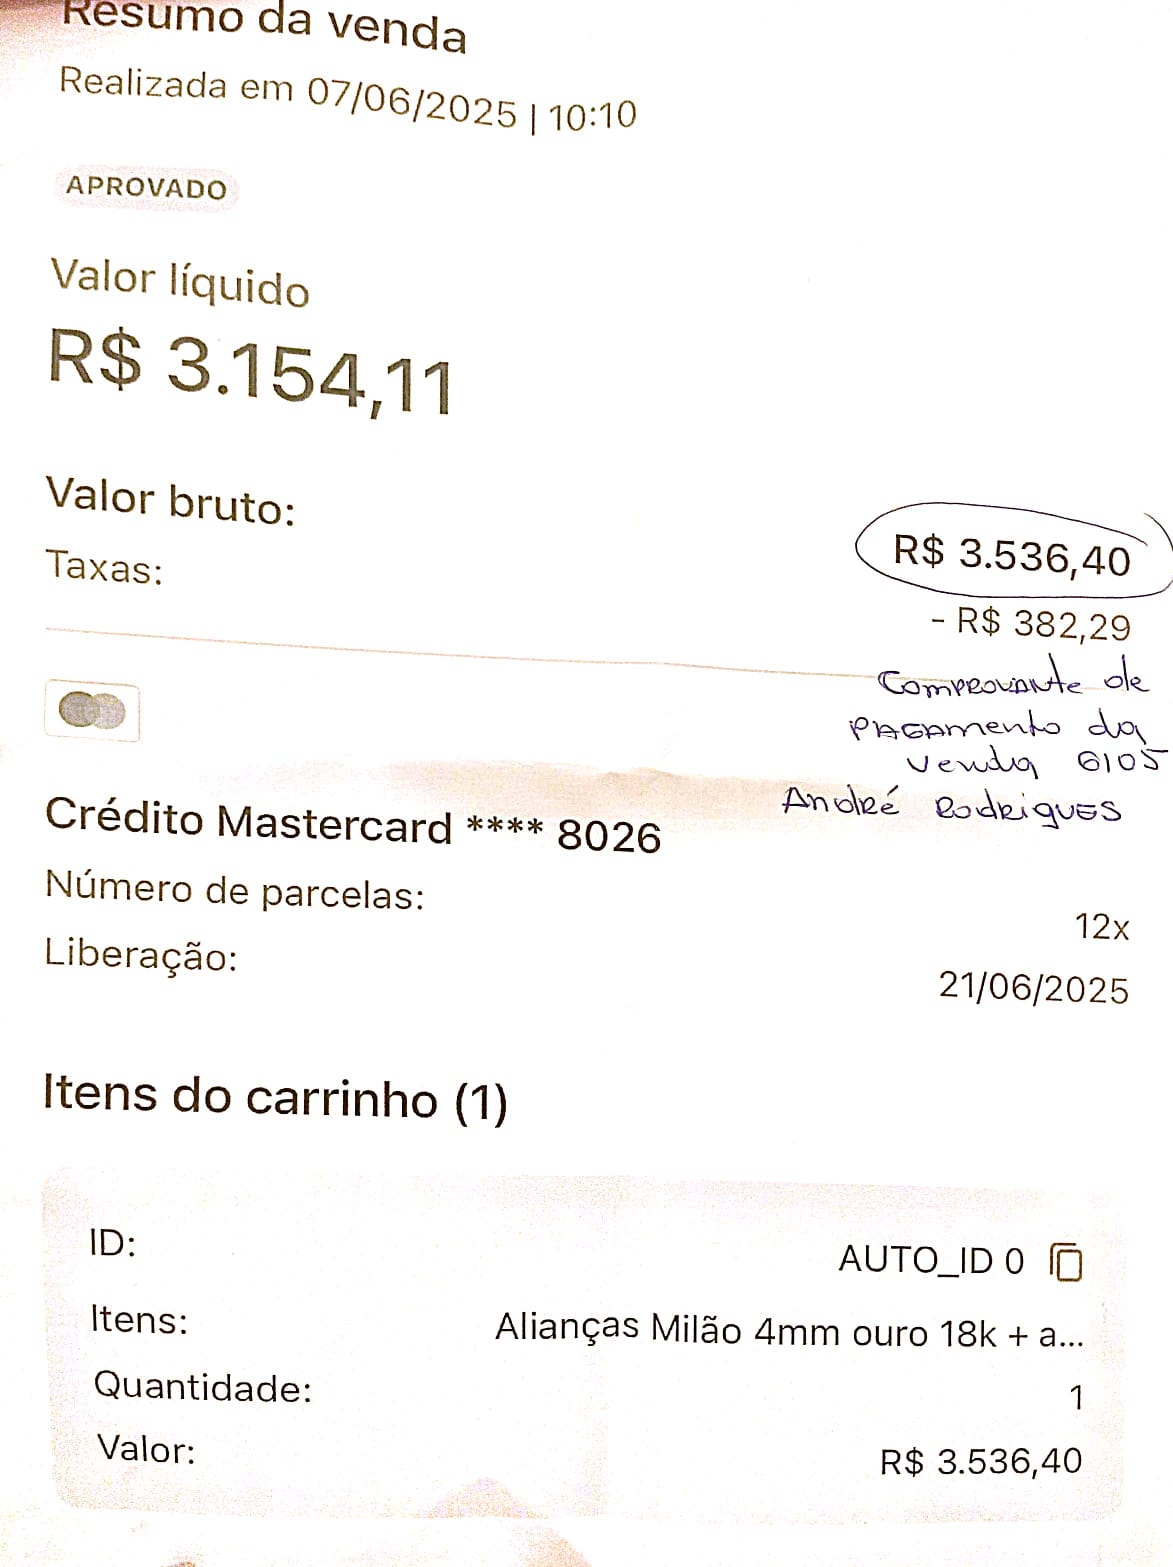 Resumo da venda
Realizada em 07/06/2025 | 10:10
APROVADO
Valor líquido
R$ 3.154,11
Valor bruto:
R$ 3.536,40
Taxas:
- R$ 382,29
Comprovante de
Pagamento da
Venda 6105
André Rodrigues
Crédito Mastercard **** 8026
Número de parcelas:
12x
Liberação:
21/06/2025
Itens do carrinho (1)
ID:
AUTO_ID 0
Itens:
Alianças Milão 4mm ouro 18k + a...
Quantidade:
1
Valor:
R$ 3.536,40